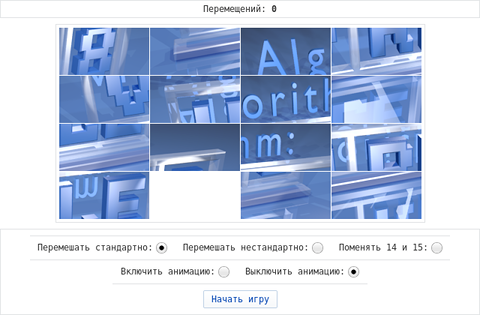 Перемещений: 0
Alg
orith
hm:
Перемешать стандартно: Перемешать нестандартно: Поменять 14 и 15:
Включить анимацию: Выключить анимацию:
Начать игру